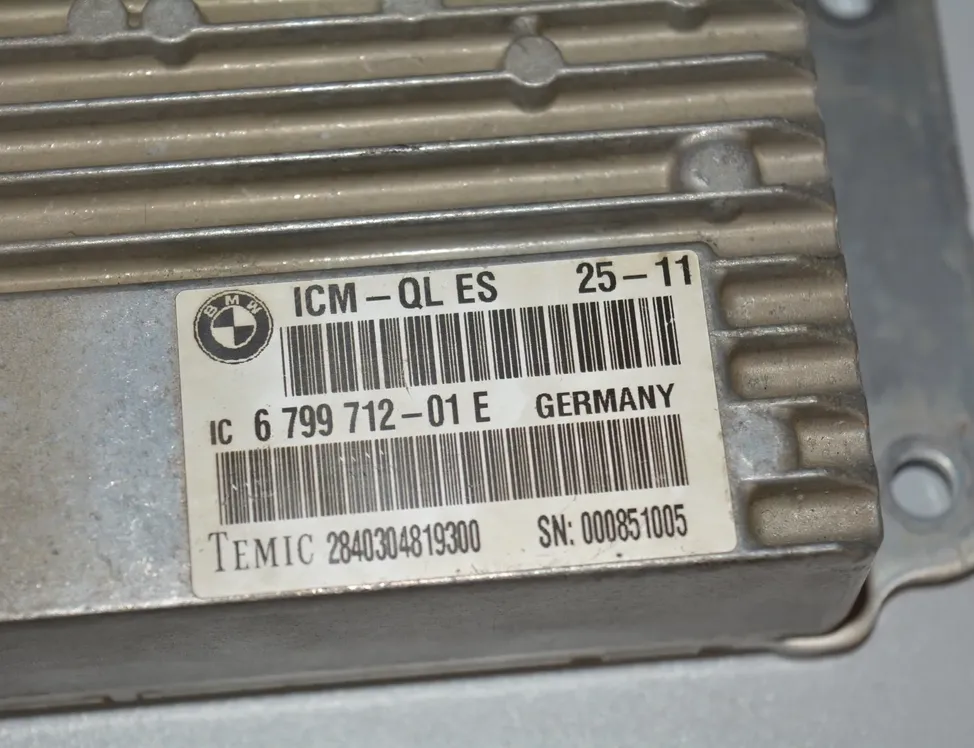 BMW
ICM-QL ES 25-11
IC 6 799 712-01 E GERMANY
TEMIC 2840304819300 SN: 000851005